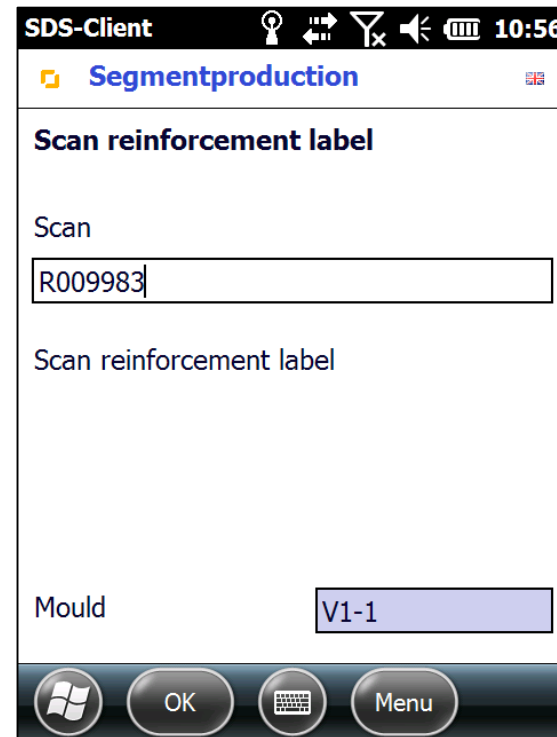 SDS-Client 10:56
Segmentproduction
Scan reinforcement label
Scan
R009983
Scan reinforcement label
Mould V1-1
OK Menu